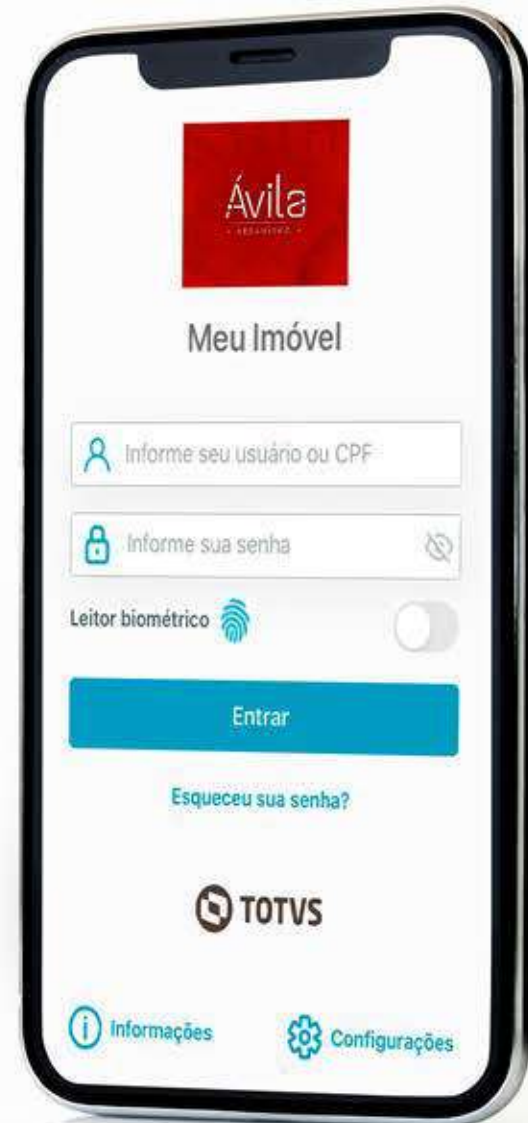 Ávila
URBANISMO
Meu Imóvel
Informe seu usuário ou CPF
Informe sua senha
Leitor biométrico
Entrar
Esqueceu sua senha?
TOTVS
Informações
Configurações